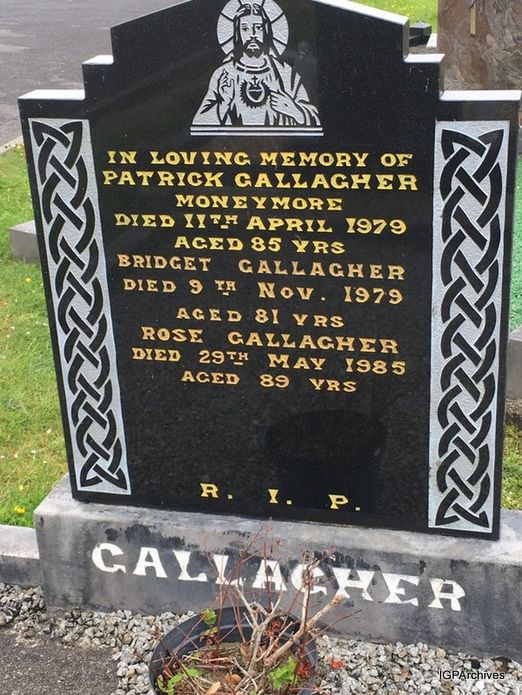 IN LOVING MEMORY OF
PATRICK GALLAGHER
MONEYMORE
DIED 11TH APRIL 1979
AGED 85 YRS
BRIDGET GALLAGHER
DIED 9TH NOV. 1979
AGED 81 YRS
ROSE GALLAGHER
DIED 29TH MAY 1985
AGED 89 YRS
R. I. P.
GALLAGHER
IGPArchives